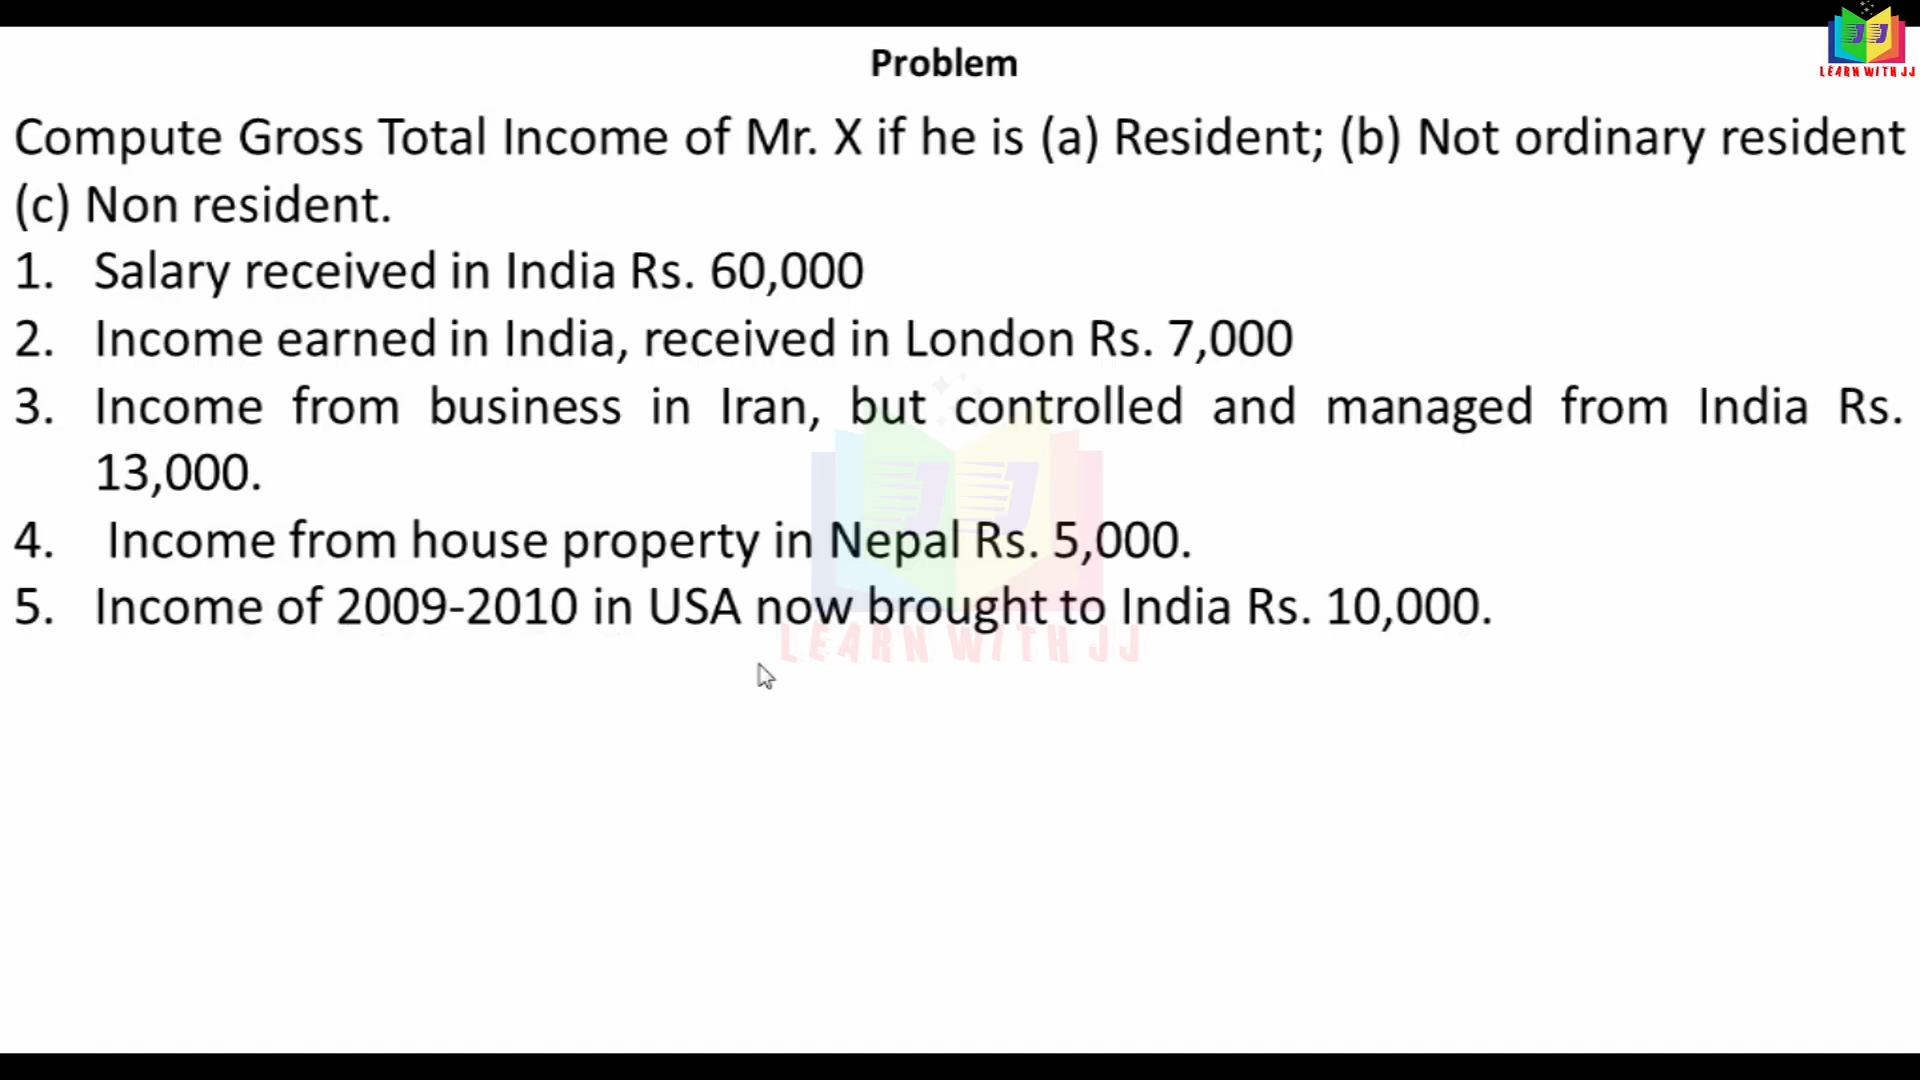 LEARN WITH JJ
Problem
Compute Gross Total Income of Mr. X if he is (a) Resident; (b) Not ordinary resident
(c) Non resident.
1. Salary received in India Rs. 60,000
2. Income earned in India, received in London Rs. 7,000
3. Income from business in Iran, but controlled and managed from India Rs.
13,000.
4. Income from house property in Nepal Rs. 5,000.
5. Income of 2009-2010 in USA now brought to India Rs. 10,000.
LEARN WITH JJ